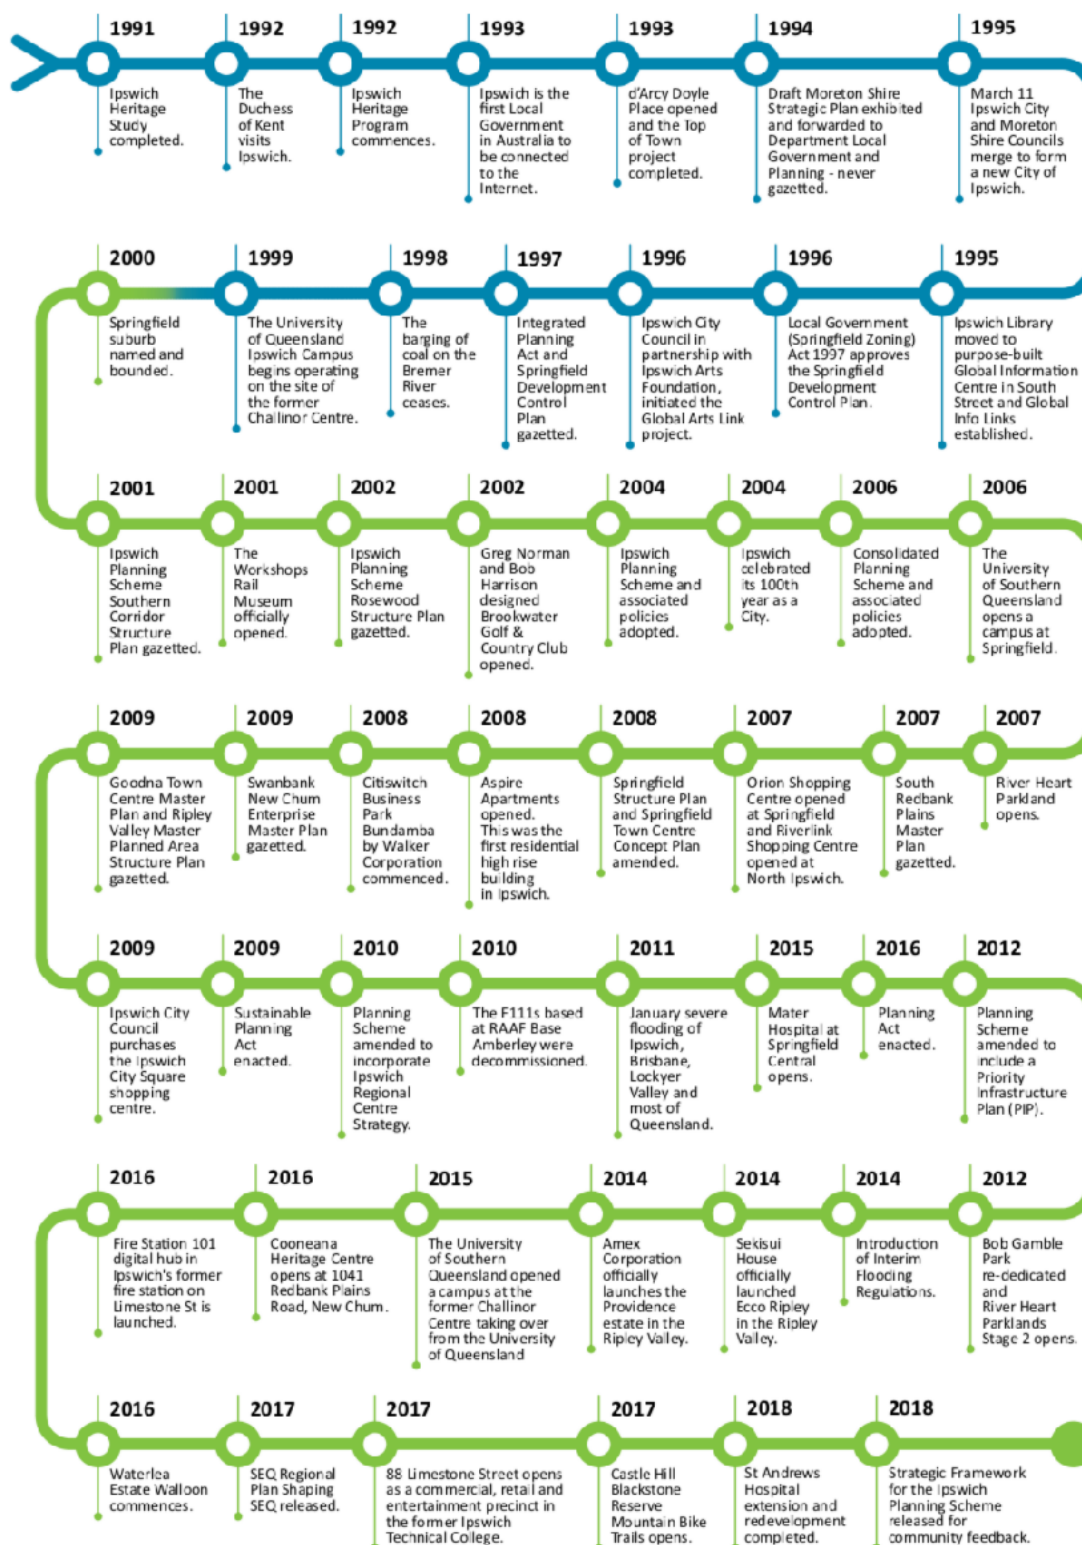 1991
Ipswich
Heritage
Study
completed.
1992
The
Duchess
of Kent
visits
Ipswich.
1992
Ipswich
Heritage
Program
commences.
1993
Ipswich is the
first Local
Government
in Australia to
be connected
to the
Internet.
1993
d'Arcy Doyle
Place opened
and the Top
of Town
project
completed.
1994
Draft Moreton Shire
Strategic Plan exhibited
and forwarded to
Department Local
Government and
Planning - never
gazetted.
1995
March 11
Ipswich City
and Moreton
Shire Councils
merge to form
a new City of
Ipswich.
2000
Springfield
suburb
named and
bounded.
1999
The University
of Queensland
Ipswich Campus
begins operating
on the site of
the former
Challinor Centre.
1998
The
barging of
coal on the
Bremer
River
ceases.
1997
Integrated
Planning
Act and
Springfield
Development
Control
Plan
gazetted.
1996
Ipswich City
Council in
partnership with
Ipswich Arts
Foundation,
initiated the
Global Arts Link
project.
1996
Local Government
(Springfield Zoning)
Act 1997 approves
the Springfield
Development
Control Plan.
1995
Ipswich Library
moved to
purpose-built
Global Information
Centre in South
Street and Global
Info Links
established.
2001
Ipswich
Planning
Scheme
Southern
Corridor
Structure
Plan gazetted.
2001
The
Workshops
Rail
Museum
officially
opened.
2002
Ipswich
Planning
Scheme
Rosewood
Structure Plan
gazetted.
2002
Greg Norman
and Bob
Harrison
designed
Brookwater
Golf &
Country Club
opened.
2004
Ipswich
Planning
Scheme and
associated
policies
adopted.
2004
Ipswich
celebrated
its 100th
year as a
City.
2006
Consolidated
Planning
Scheme and
associated
policies
adopted.
2006
The
University
of Southern
Queensland
opens a
campus at
Springfield.
2009
Goodna Town
Centre Master
Plan and Ripley
Valley Master
Planned Area
Structure Plan
gazetted.
2009
Swanbank
New Chum
Enterprise
Master Plan
gazetted.
2008
Citiswitch
Business
Park
Bundamba
by Walker
Corporation
commenced.
2008
Aspire
Apartments
opened.
This was the
first residential
high rise
building
in Ipswich.
2008
Springfield
Structure Plan
and Springfield
Town Centre
Concept Plan
amended.
2007
Orion Shopping
Centre opened
at Springfield
and Riverlink
Shopping Centre
opened at
North Ipswich.
2007
South
Redbank
Plains
Master
Plan
gazetted.
2007
River Heart
Parkland
opens.
2009
Ipswich City
Council
purchases
the Ipswich
City Square
shopping
centre.
2009
Sustainable
Planning
Act
enacted.
2010
Planning
Scheme
amended to
incorporate
Ipswich
Regional
Centre
Strategy.
2010
The F111s based
at RAAF Base
Amberley were
decommissioned.
2011
January severe
flooding of
Ipswich,
Brisbane,
Lockyer
Valley and
most of
Queensland.
2015
Mater
Hospital at
Springfield
Central
opens.
2016
Planning
Act
enacted.
2012
Planning
Scheme
amended to
include a
Priority
Infrastructure
Plan (PIP).
2016
Fire Station 101
digital hub in
Ipswich's former
fire station on
Limestone St is
launched.
2016
Cooneana
Heritage Centre
opens at 1041
Redbank Plains
Road, New Chum.
2015
The University
of Southern
Queensland opened
a campus at the
former Challinor
Centre taking over
from the University
of Queensland
2014
Amex
Corporation
officially
launches the
Providence
estate in the
Ripley Valley.
2014
Sekisui
House
officially
launched
Ecco Ripley
in the Ripley
Valley.
2014
Introduction
of Interim
Flooding
Regulations.
2012
Bob Gamble
Park
re-dedicated
and
River Heart
Parklands
Stage 2 opens.
2016
Waterlea
Estate Walloon
commences.
2017
SEQ Regional
Plan Shaping
SEQ released.
2017
88 Limestone Street opens
as a commercial, retail and
entertainment precinct in
the former Ipswich
Technical College.
2017
Castle Hill
Blackstone
Reserve
Mountain Bike
Trails opens.
2018
St Andrews
Hospital
extension and
redevelopment
completed.
2018
Strategic Framework
for the Ipswich
Planning Scheme
released for
community feedback.